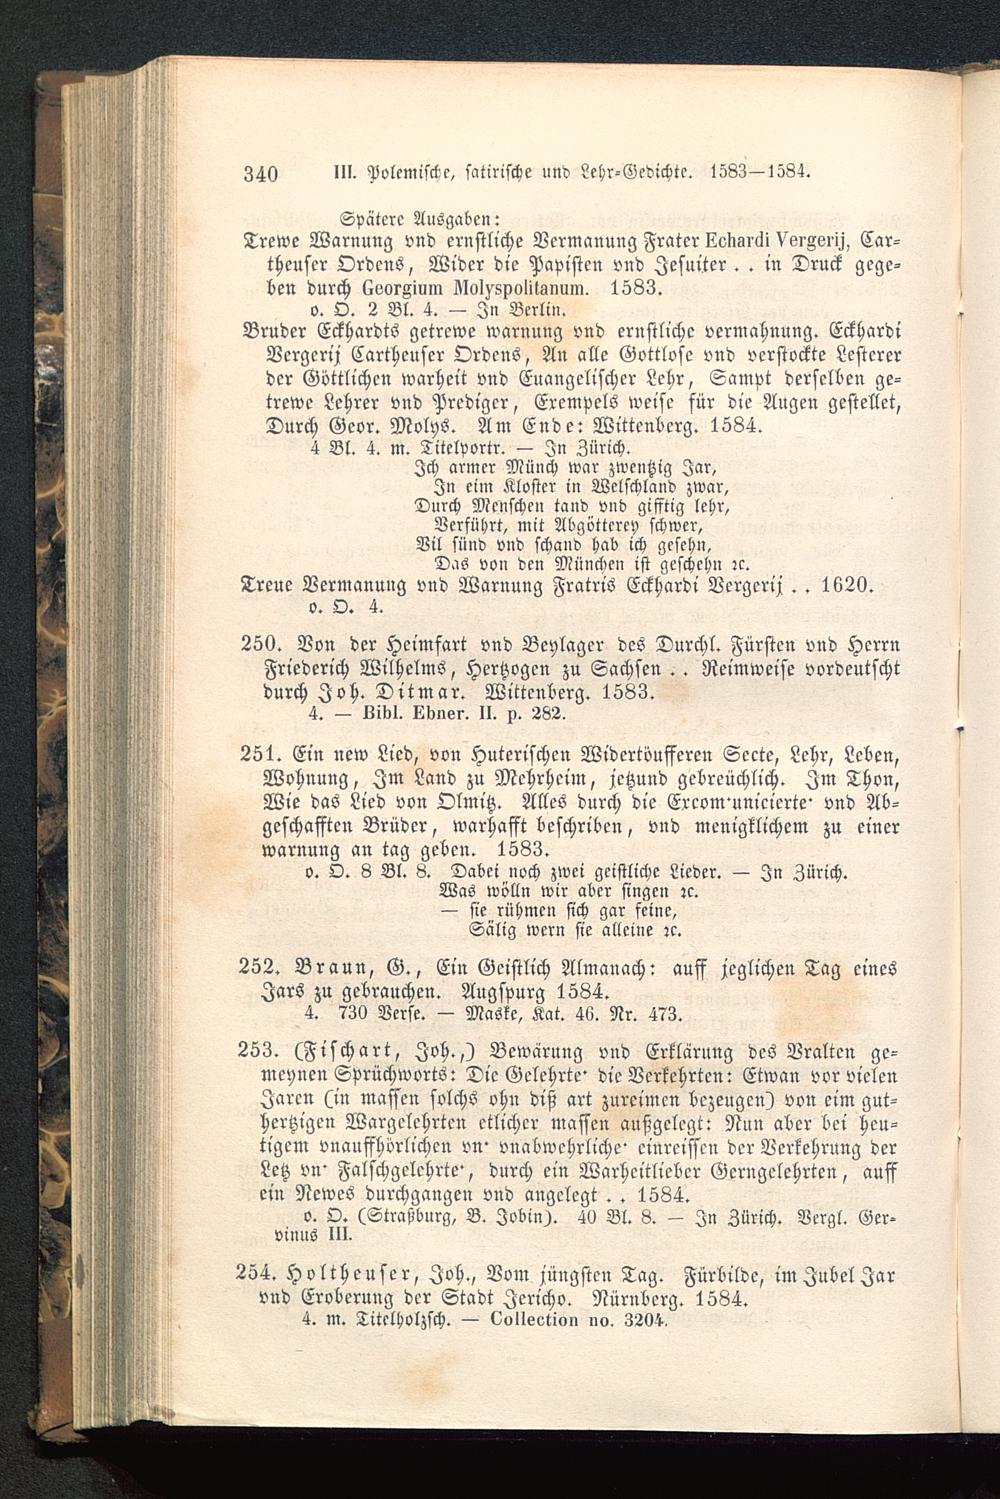 340 III. Polemische, satirische und Lehr-Gedichte. 1583—1584.
Spätere Ausgaben:
Trewe Warnung vnd ernstliche Vermanung Frater Echardi Vergerij, Car-
theuser Ordens, Wider die Papisten vnd Jesuiter . . in Druck gege-
ben durch Georgium Molyspolitanum. 1583.
o. O. 2 Bl. 4. — In Berlin.
Bruder Eckhardts getrewe warnung vnd ernstliche vermahnung. Eckhardi
Vergerij Cartheuser Ordens, An alle Gottlose vnd verstockte Lesterer
der Göttlichen warheit vnd Euangelischer Lehr, Sampt derselben ge-
trewe Lehrer vnd Prediger, Exempels weise für die Augen gestellet,
Durch Geor. Molys. Am Ende: Wittenberg. 1584.
4 Bl. 4. m. Titelportr. — In Zürich.
Ich armer Münch war zwentzig Jar,
In eim Kloster in Welschland zwar,
Durch Menschen tand vnd gifftig lehr,
Verführt, mit Abgötterey schwer,
Vil sünd vnd schand hab ich gesehn,
Das von den München ist geschehn ꝛc.
Treue Vermanung vnd Warnung Fratris Eckhardi Vergerij . . 1620.
o. O. 4.
250. Von der Heimfart vnd Beylager des Durchl. Fürsten vnd Herrn
Friederich Wilhelms, Hertzogen zu Sachsen . . Reimweise vordeutscht
durch Joh. Ditmar. Wittenberg. 1583.
4. — Bibl. Ebner. II. p. 282.
251. Ein new Lied, von Huterischen Widertöufferen Secte, Lehr, Leben,
Wohnung, Im Land zu Mehrheim, jetzund gebreüchlich. Im Thon,
Wie das Lied von Olmitz. Alles durch die Excom·unicierte· vnd Ab-
geschafften Brüder, warhafft beschriben, vnd menigklichem zu einer
warnung an tag geben. 1583.
o. O. 8 Bl. 8. Dabei noch zwei geistliche Lieder. — In Zürich.
Was wölln wir aber singen ꝛc.
— sie rühmen sich gar feine,
Sälig wern sie alleine ꝛc.
252. Braun, G., Ein Geistlich Almanach: auff jeglichen Tag eines
Jars zu gebrauchen. Augspurg 1584.
4. 730 Verse. — Maske, Kat. 46. Nr. 473.
253. (Fischart, Joh.,) Bewärung vnd Erklärung des Vralten ge-
meynen Sprüchworts: Die Gelehrte· die Verkehrten: Etwan vor vielen
Jaren (in massen solchs ohn diß art zureimen bezeugen) von eim gut-
hertzigen Wargelehrten etlicher massen außgelegt: Nun aber bei heu-
tigem vnauffhörlichen vn· vnabwehrliche· einreissen der Verkehrung der
Letz vn· Falschgelehrte·, durch ein Warheitlieber Gerngelehrten, auff
ein Newes durchgangen vnd angelegt . . 1584.
o. O. (Straßburg, B. Jobin). 40 Bl. 8. — In Zürich. Vergl. Ger-
vinus III.
254. Holtheuser, Joh., Vom jüngsten Tag. Fürbilde, im Jubel Jar
vnd Eroberung der Stadt Jericho. Nürnberg. 1584.
4. m. Titelholzsch. — Collection no. 3204.